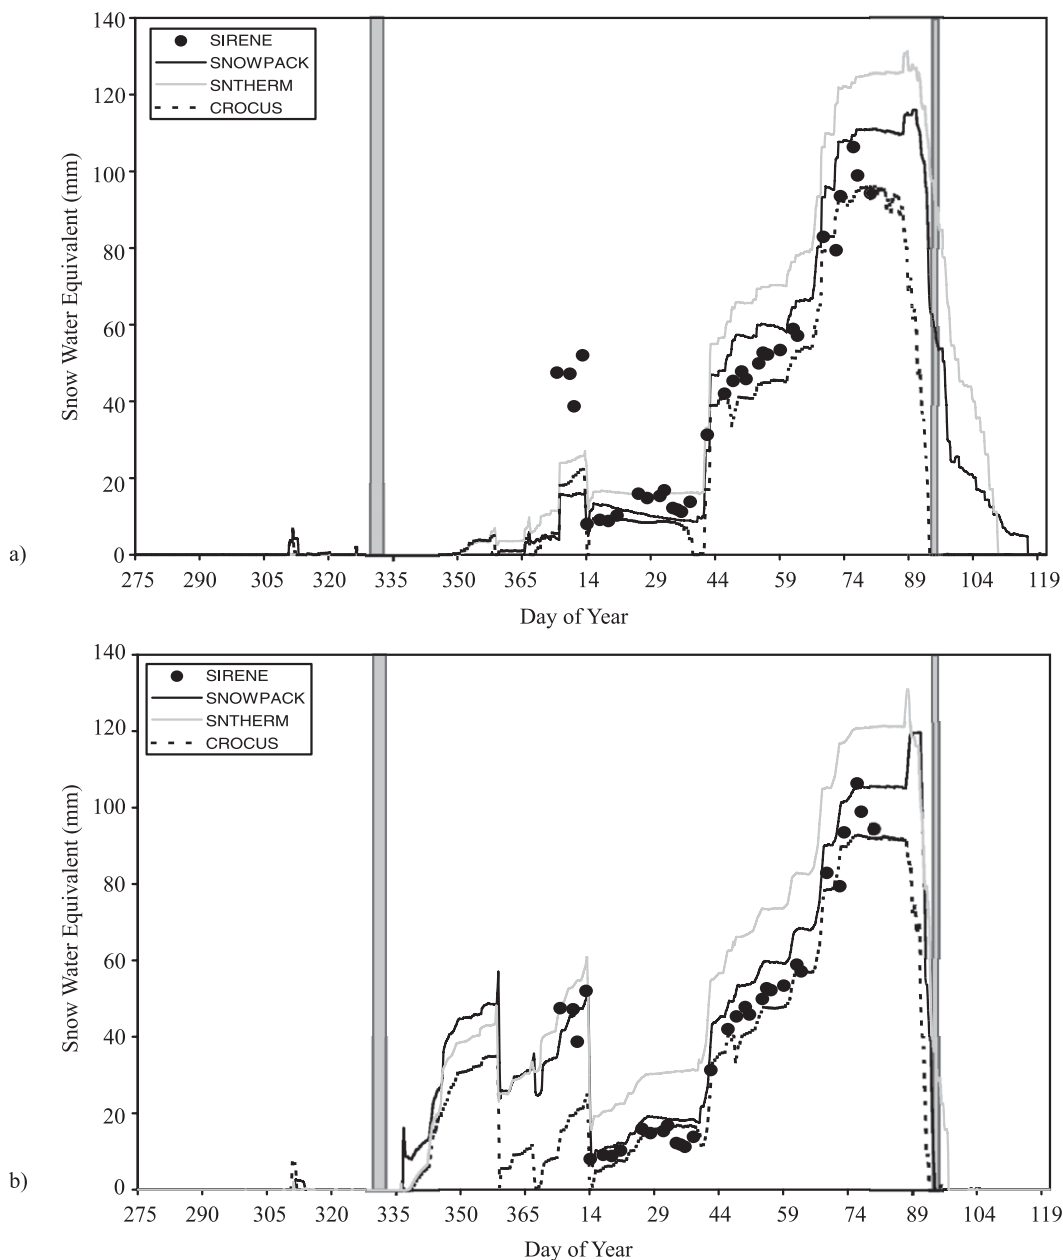 140
120
100
80
60
40
20
0
Snow Water Equivalent (mm)
SIRENE
SNOWPACK
SNTHERM
CROCUS
a)
275 290 305 320 335 350 365 14 29 44 59 74 89 104 119
Day of Year
140
120
100
80
60
40
20
0
Snow Water Equivalent (mm)
SIRENE
SNOWPACK
SNTHERM
CROCUS
b)
275 290 305 320 335 350 365 14 29 44 59 74 89 104 119
Day of Year